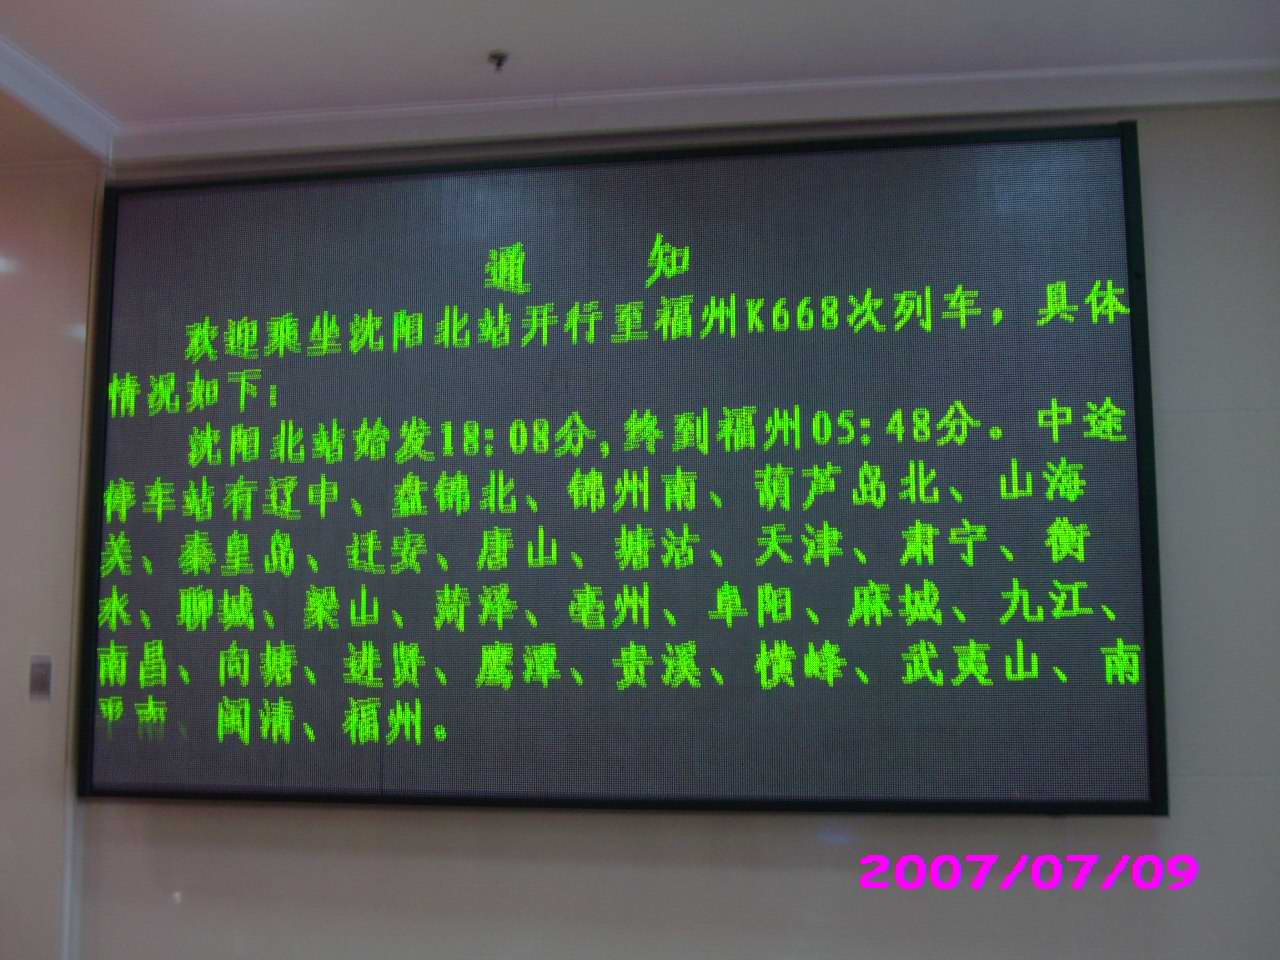 通 知
欢迎乘坐沈阳北站开行至福州K668次列车，具体
情况如下：
沈阳北站始发18:08分,终到福州05:48分。中途
停车站有辽中、盘锦北、锦州南、葫芦岛北、山海
关、秦皇岛、迁安、唐山、塘沽、天津、肃宁、衡
水、聊城、梁山、菏泽、亳州、阜阳、麻城、九江、
南昌、向塘、进贤、鹰潭、贵溪、横峰、武夷山、南
平南、闽清、福州。
2007/07/09